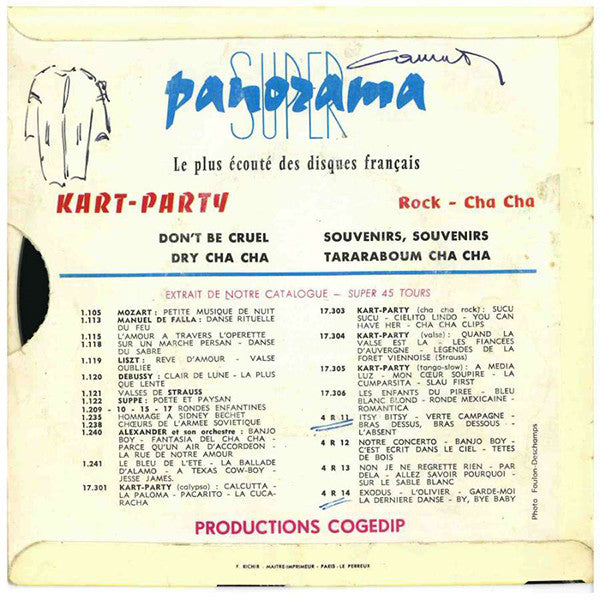 SUPER
panorama
SUPER
Le plus écouté des disques français
KART-PARTY
Rock - Cha Cha
DON'T BE CRUEL
DRY CHA CHA
SOUVENIRS, SOUVENIRS
TARARABOUM CHA CHA
EXTRAIT DE NOTRE CATALOGUE - SUPER 45 TOURS
1.105 MOZART : PETITE MUSIQUE DE NUIT
1.113 MANUEL DE FALLA : DANSE RITUELLE
DU FEU
1.115 L'AMOUR A TRAVERS L'OPERETTE
1.118 SUR UN MARCHE PERSAN - DANSE
DU SABRE
1.119 LISZT : REVE D'AMOUR - VALSE
OUBLIEE
1.120 DEBUSSY : CLAIR DE LUNE - LA PLUS
QUE LENTE
1.121 VALSES DE STRAUSS
1.122 SUPPE : POETE ET PAYSAN
1.209 - 10 - 15 - 17 RONDES ENFANTINES
1.235 HOMMAGE A SIDNEY BECHET
1.238 CHŒURS DE L'ARMEE SOVIETIQUE
1.240 ALEXANDER et son orchestre : BANJO
BOY - FANTASIA DEL CHA CHA -
PARCE QU'UN AIR D'ACCORDEON -
LA RUE DE NOTRE AMOUR
1.241 LE BLEU DE L'ETE - LA BALLADE
D'ALAMO - A TEXAS COW-BOY -
JESSE JAMES.
17.301 KART-PARTY (calypso) : CALCUTTA -
LA PALOMA - PACARITO - LA CUCA-
RACHA
17.303 KART-PARTY (cha cha rock) : SUCU
SUCU - CIELITO LINDO - YOU CAN
HAVE HER - CHA CHA CLIPS
17.304 KART-PARTY (valse) : QUAND LA
VALSE EST LA - LES FIANCEES
D'AUVERGNE - LEGENDES DE LA
FORET VIENNOISE (Strauss)
17.305 KART-PARTY (tango-slow) : A MEDIA
LUZ - MON CŒUR SOUPIRE - LA
CUMPARSITA - SLAU FIRST
17.306 LES ENFANTS DU PIREE - BLEU
BLANC BLOND - RONDE MEXICAINE -
ROMANTICA
4 R 11 ITSY BITSY - VERTE CAMPAGNE -
BRAS DESSUS, BRAS DESSOUS -
L'ABSENT
4 R 12 NOTRE CONCERTO - BANJO BOY -
C'EST ECRIT DANS LE CIEL - TETES
DE BOIS
4 R 13 NON JE NE REGRETTE RIEN - PAR
DELA - ALLEZ SAVOIR POURQUOI -
SUR LE SABLE BLANC
4 R 14 EXODUS - L'OLIVIER - GARDE-MOI
LA DERNIERE DANSE - BY, BYE BABY
Photo Foulon-Deschamps
PRODUCTIONS COGEDIP
F. RICHIR - MAITRE-IMPRIMEUR - PARIS - LE PERREUX